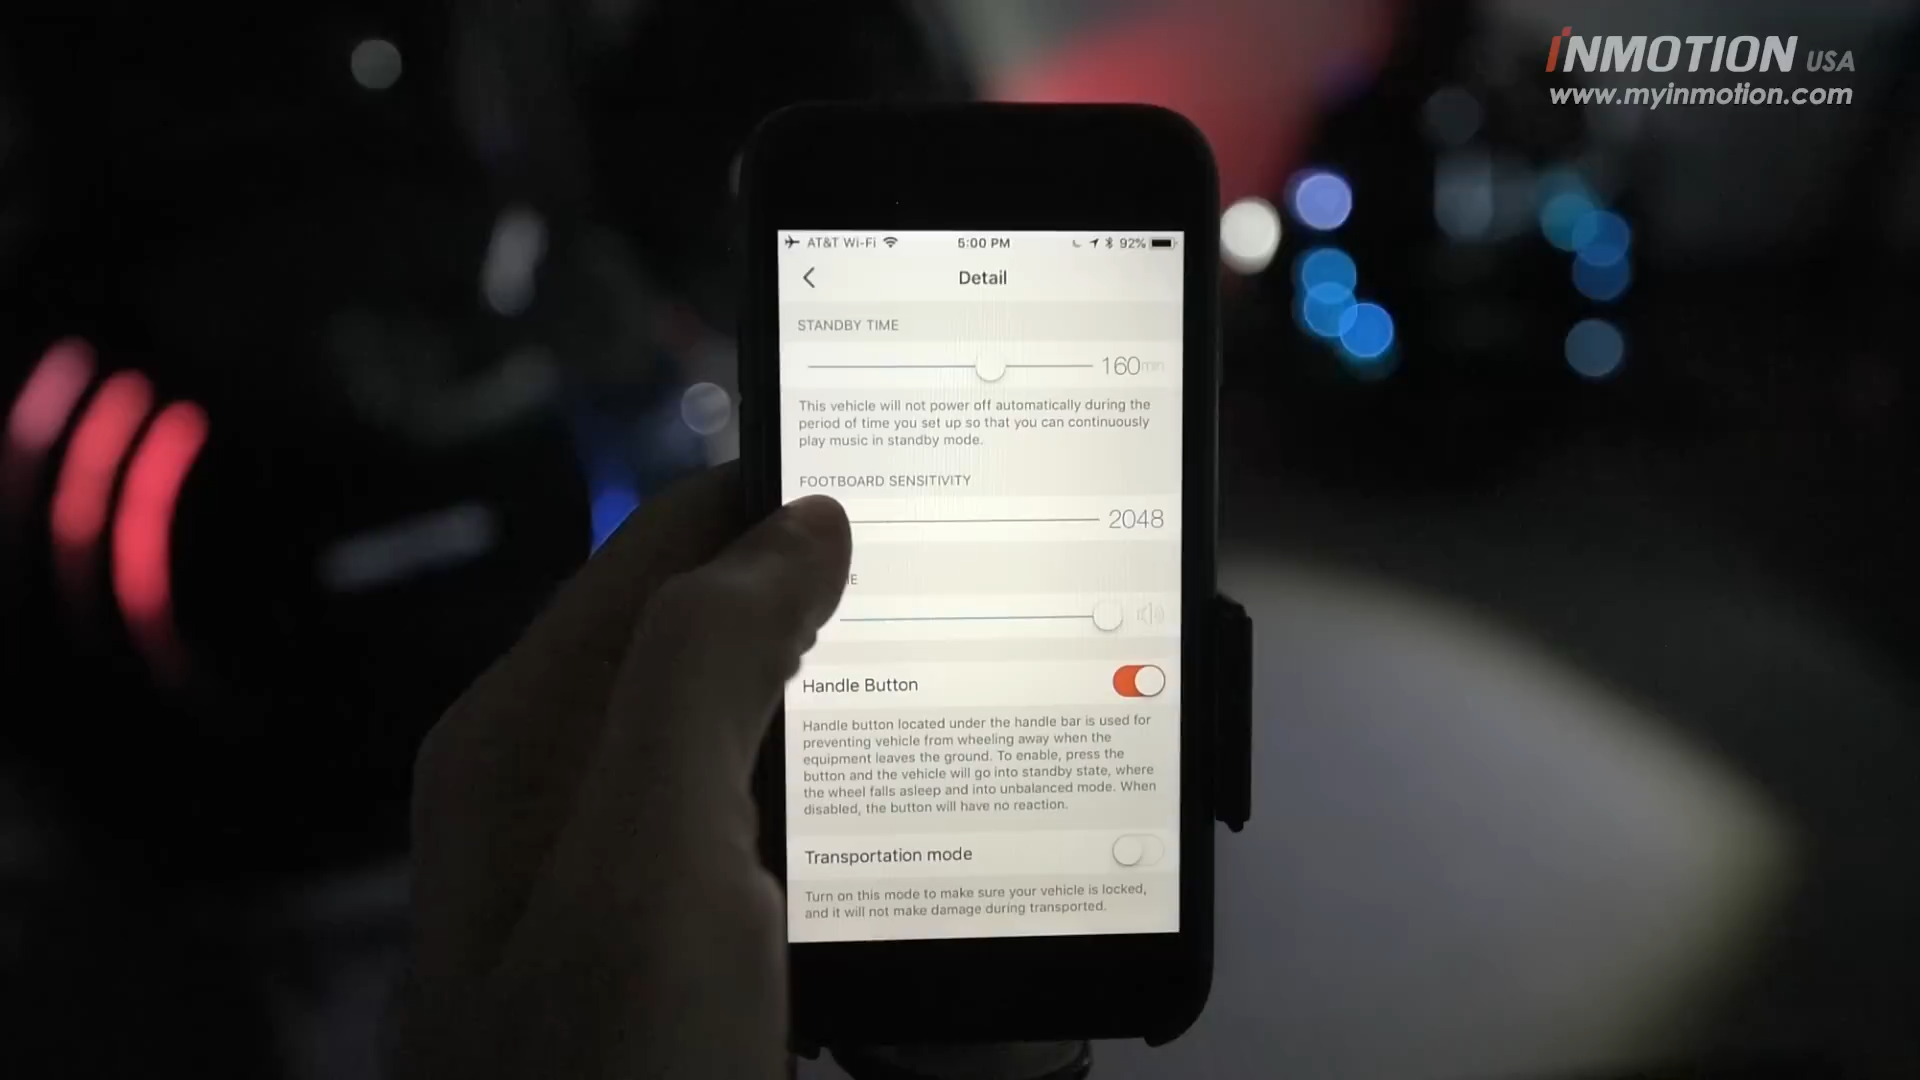 INMOTION USA
www.myinmotion.com
AT&T Wi-Fi 5:00 PM 92%
Detail
STANDBY TIME
160min
This vehicle will not power off automatically during the
period of time you set up so that you can continuously
play music in standby mode.
FOOTBOARD SENSITIVITY
2048
Handle Button
Handle button located under the handle bar is used for
preventing vehicle from wheeling away when the
equipment leaves the ground. To enable, press the
button and the vehicle will go into standby state, where
the wheel falls asleep and into unbalanced mode. When
disabled, the button will have no reaction.
Transportation mode
Turn on this mode to make sure your vehicle is locked,
and it will not make damage during transported.